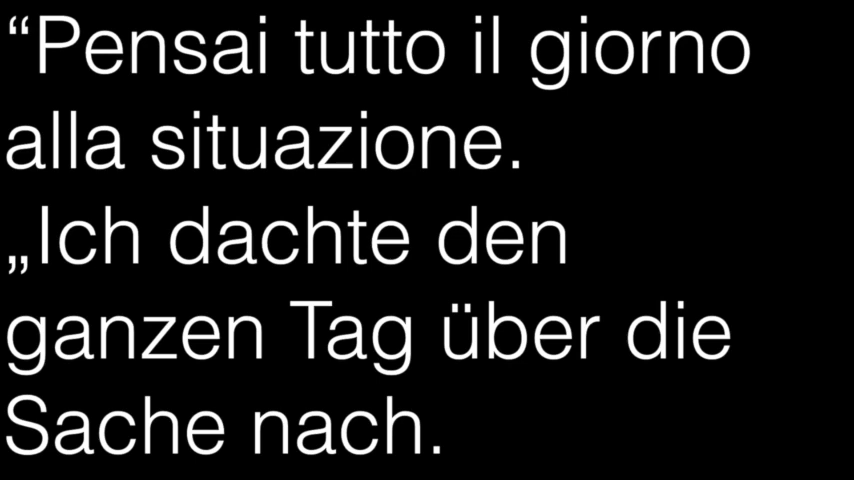 “Pensai tutto il giorno
alla situazione.
„Ich dachte den
ganzen Tag über die
Sache nach.